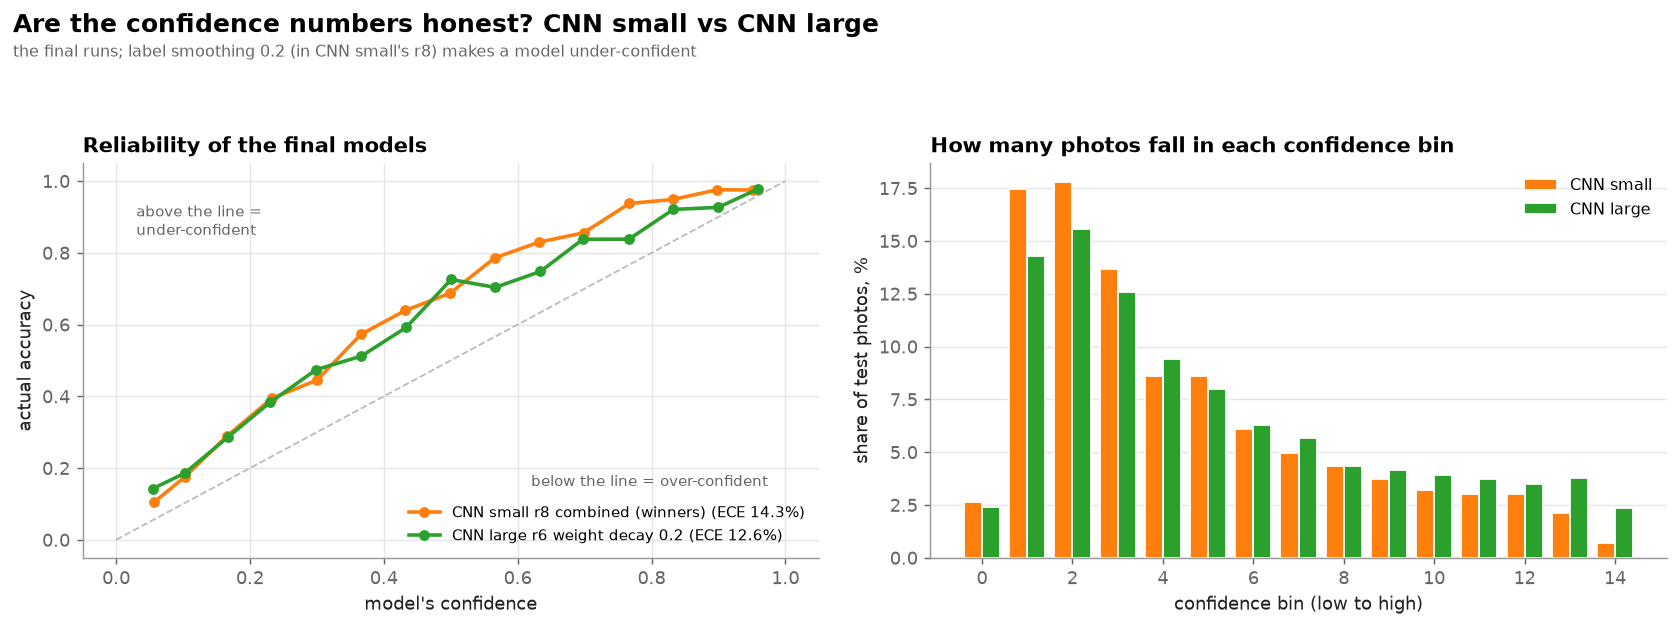 Are the confidence numbers honest? CNN small vs CNN large
the final runs; label smoothing 0.2 (in CNN small's r8) makes a model under-confident
Reliability of the final models
1.0
0.8
0.6
0.4
0.2
0.0
actual accuracy
above the line =
under-confident
below the line = over-confident
CNN small r8 combined (winners) (ECE 14.3%)
CNN large r6 weight decay 0.2 (ECE 12.6%)
0.0 0.2 0.4 0.6 0.8 1.0
model's confidence
How many photos fall in each confidence bin
17.5
15.0
12.5
10.0
7.5
5.0
2.5
0.0
share of test photos, %
CNN small
CNN large
0 2 4 6 8 10 12 14
confidence bin (low to high)